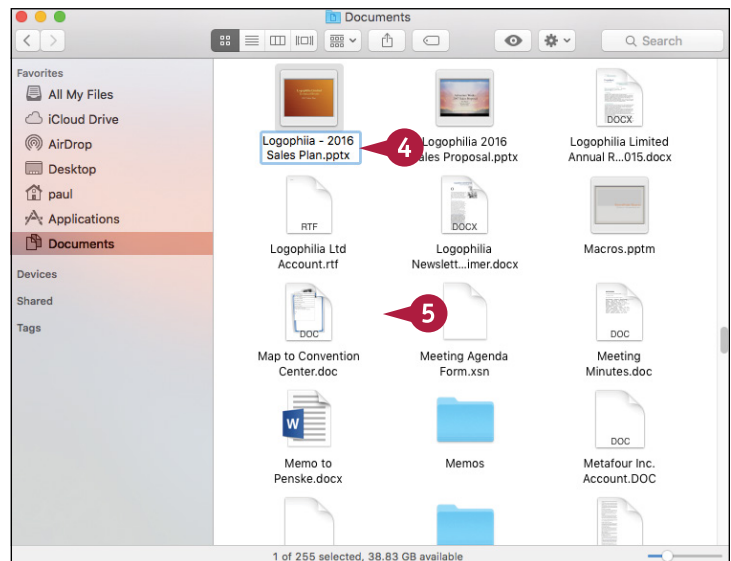 Documents
Search
Favorites
All My Files
iCloud Drive
AirDrop
Desktop
paul
Applications
Documents
Devices
Shared
Tags
Logophiia - 2016
Sales Plan.pptx
4
Logophilia 2016
ales Proposal.pptx
DOCX
Logophilia Limited
Annual R...015.docx
RTF
Logophilia Ltd
Account.rtf
DOCX
Logophilia
Newslett...imer.docx
Macros.pptm
DOC
Map to Convention
Center.doc
5
Meeting Agenda
Form.xsn
DOC
Meeting
Minutes.doc
W
Memo to
Penske.docx
Memos
DOC
Metafour Inc.
Account.DOC
1 of 255 selected, 38.83 GB available